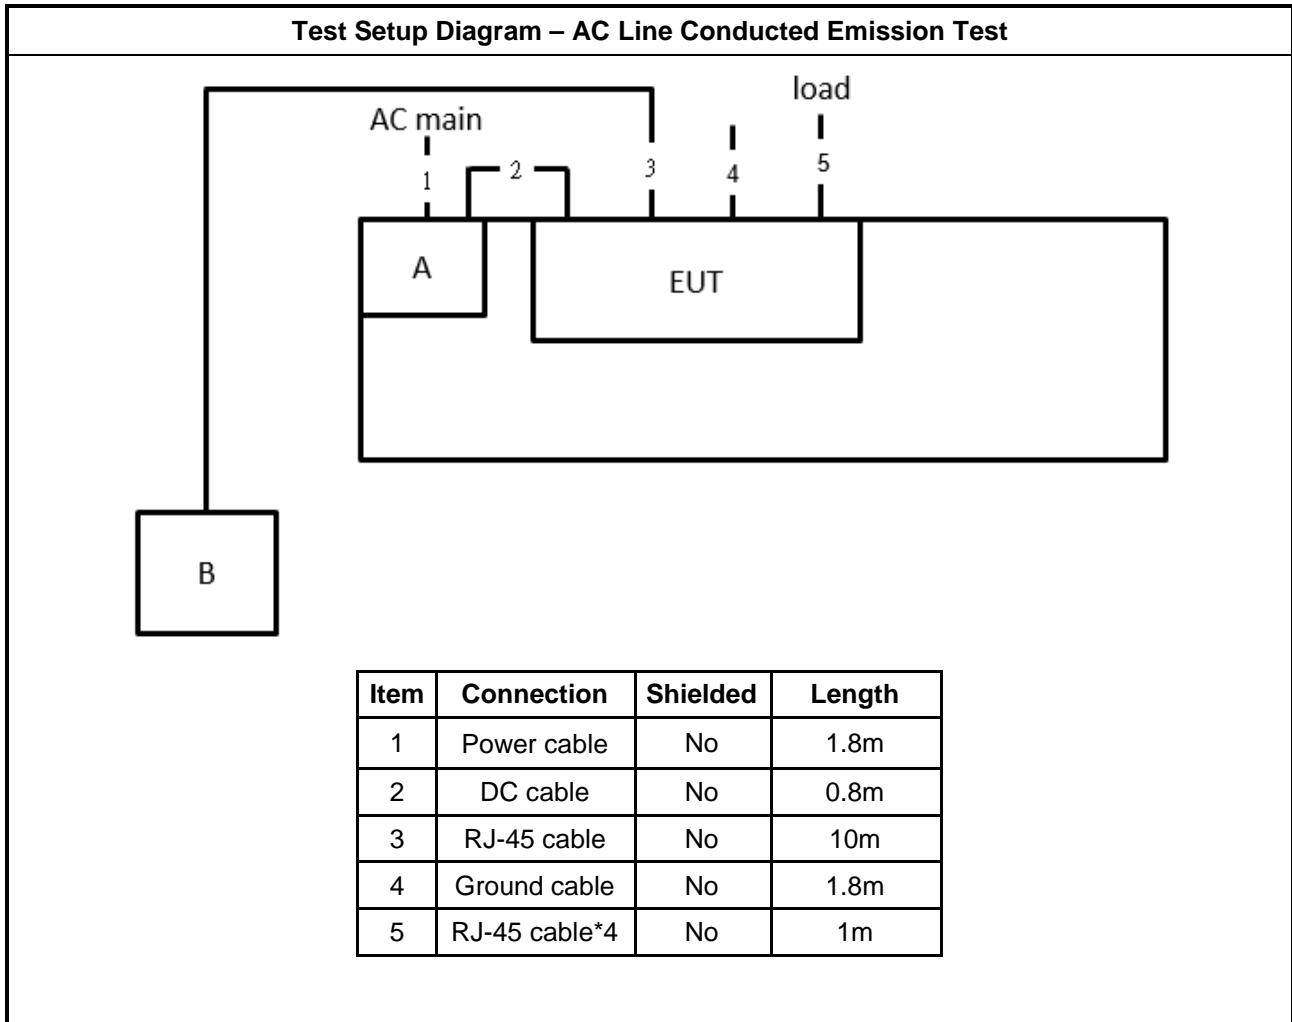 Test Setup Diagram – AC Line Conducted Emission Test
load
AC main
1
2
3
4
5
A
EUT
B
Item Connection Shielded Length
1 Power cable No 1.8m
2 DC cable No 0.8m
3 RJ-45 cable No 10m
4 Ground cable No 1.8m
5 RJ-45 cable*4 No 1m